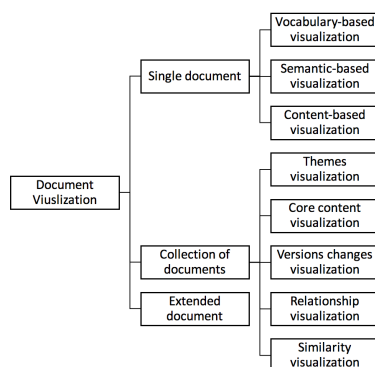 Vocabulary-based
visualization
Single document
Semantic-based
visualization
Content-based
visualization
Themes
visualization
Document
Viuslization
Core content
visualization
Collection of
documents
Versions changes
visualization
Extended
document
Relationship
visualization
Similarity
visualization